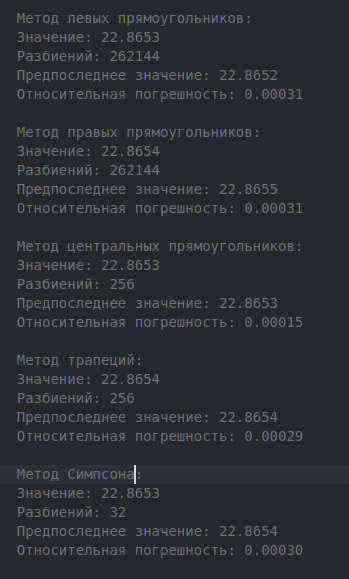 Метод левых прямоугольников:
Значение: 22.8653
Разбиений: 262144
Предпоследнее значение: 22.8652
Относительная погрешность: 0.00031
Метод правых прямоугольников:
Значение: 22.8654
Разбиений: 262144
Предпоследнее значение: 22.8655
Относительная погрешность: 0.00031
Метод центральных прямоугольников:
Значение: 22.8653
Разбиений: 256
Предпоследнее значение: 22.8653
Относительная погрешность: 0.00015
Метод трапеций:
Значение: 22.8654
Разбиений: 256
Предпоследнее значение: 22.8654
Относительная погрешность: 0.00029
Метод Симпсона:
Значение: 22.8653
Разбиений: 32
Предпоследнее значение: 22.8654
Относительная погрешность: 0.00030